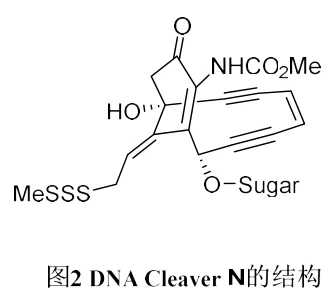 O
NHCO₂Me
HO
MeSSS
O–Sugar
图2 DNA Cleaver N的结构